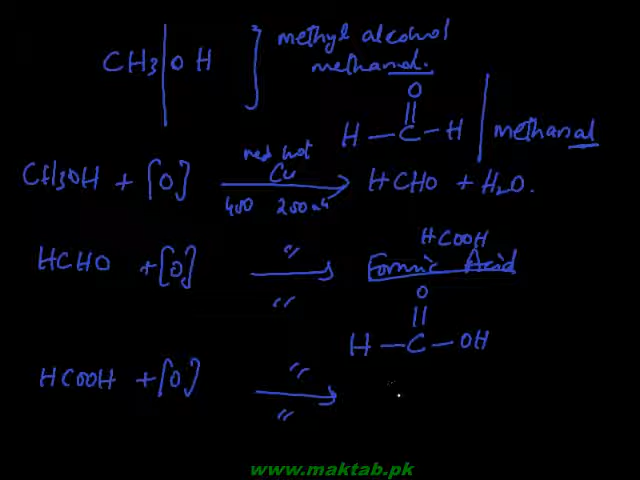 CH3|OH ] methyl alcohol
methanol.
O
H — C — H | methanal
CH3OH + [O] red hot Cu HCHO + H2O.
400
HCOOH
HCHO + [O] " Formic Acid
"
O
H — C — OH
HCOOH + [O] "
"
www.maktab.pk